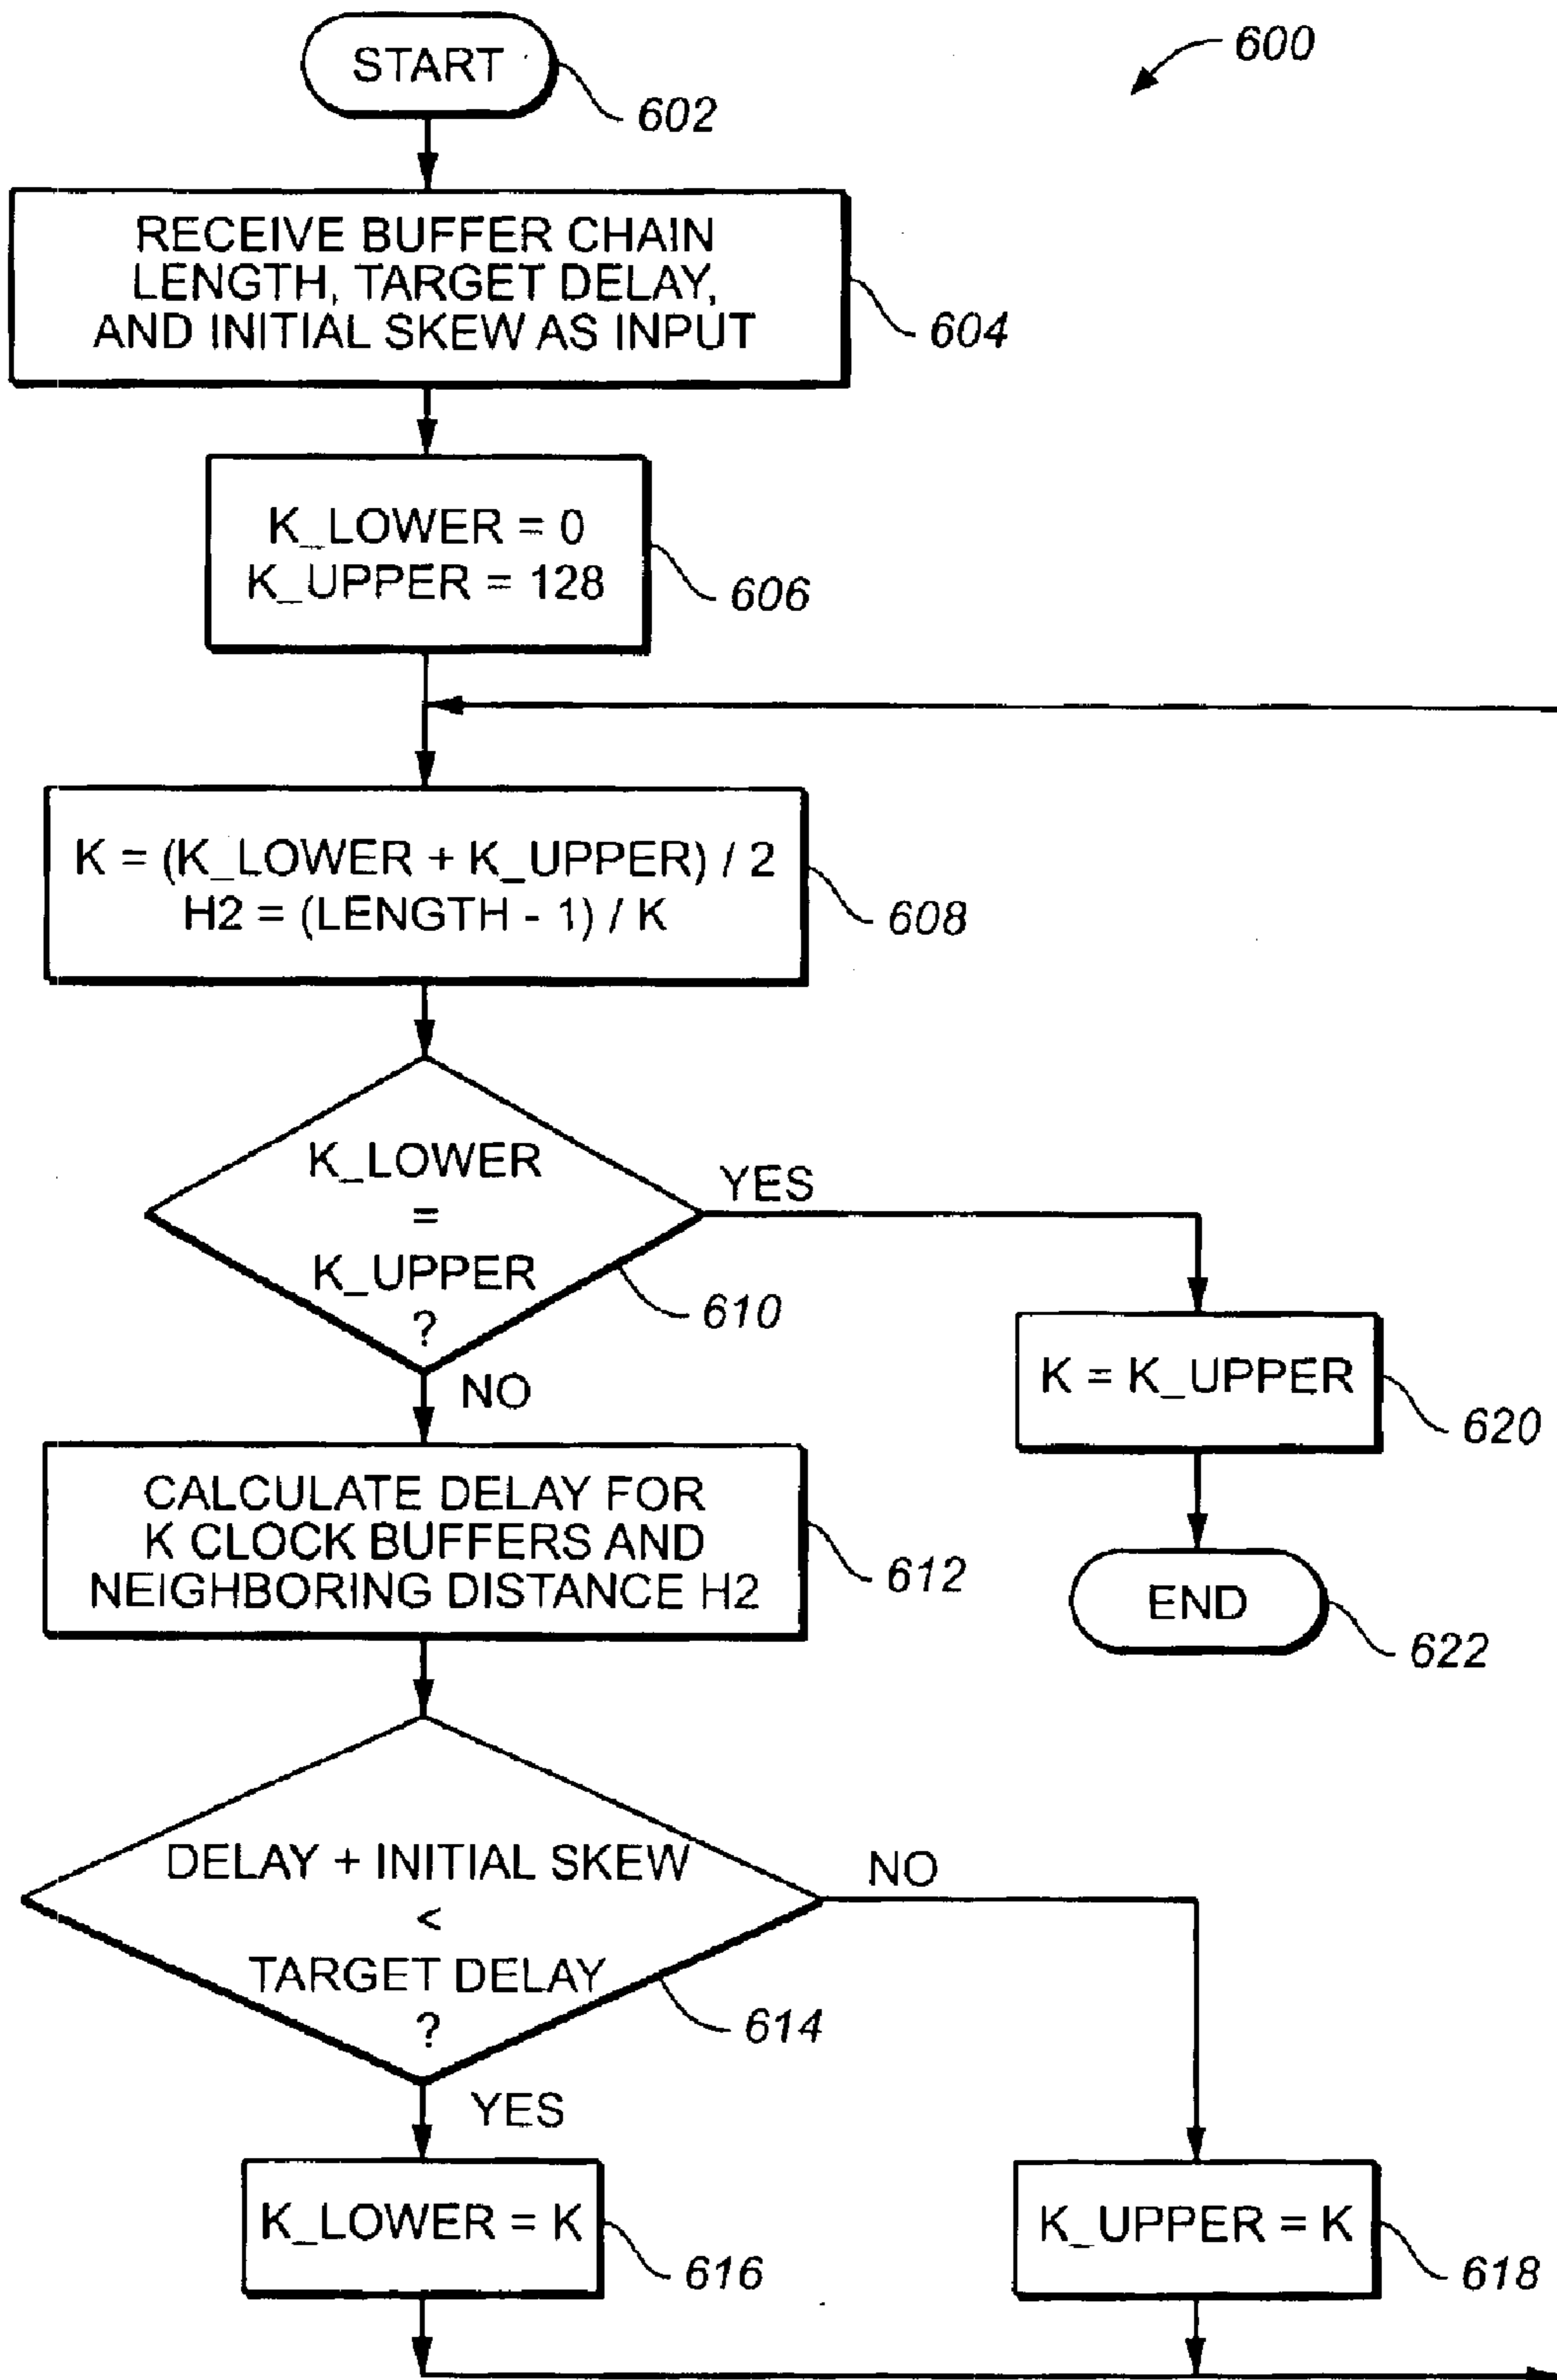 600
START
602
RECEIVE BUFFER CHAIN
LENGTH, TARGET DELAY,
AND INITIAL SKEW AS INPUT
604
K_LOWER = 0
K_UPPER = 128
606
K = (K_LOWER + K_UPPER) / 2
H2 = (LENGTH - 1) / K
608
K_LOWER
=
K_UPPER
?
610
YES
NO
K = K_UPPER
620
CALCULATE DELAY FOR
K CLOCK BUFFERS AND
NEIGHBORING DISTANCE H2
612
END
622
DELAY + INITIAL SKEW
<
TARGET DELAY
?
614
NO
YES
K_LOWER = K
616
K_UPPER = K
618